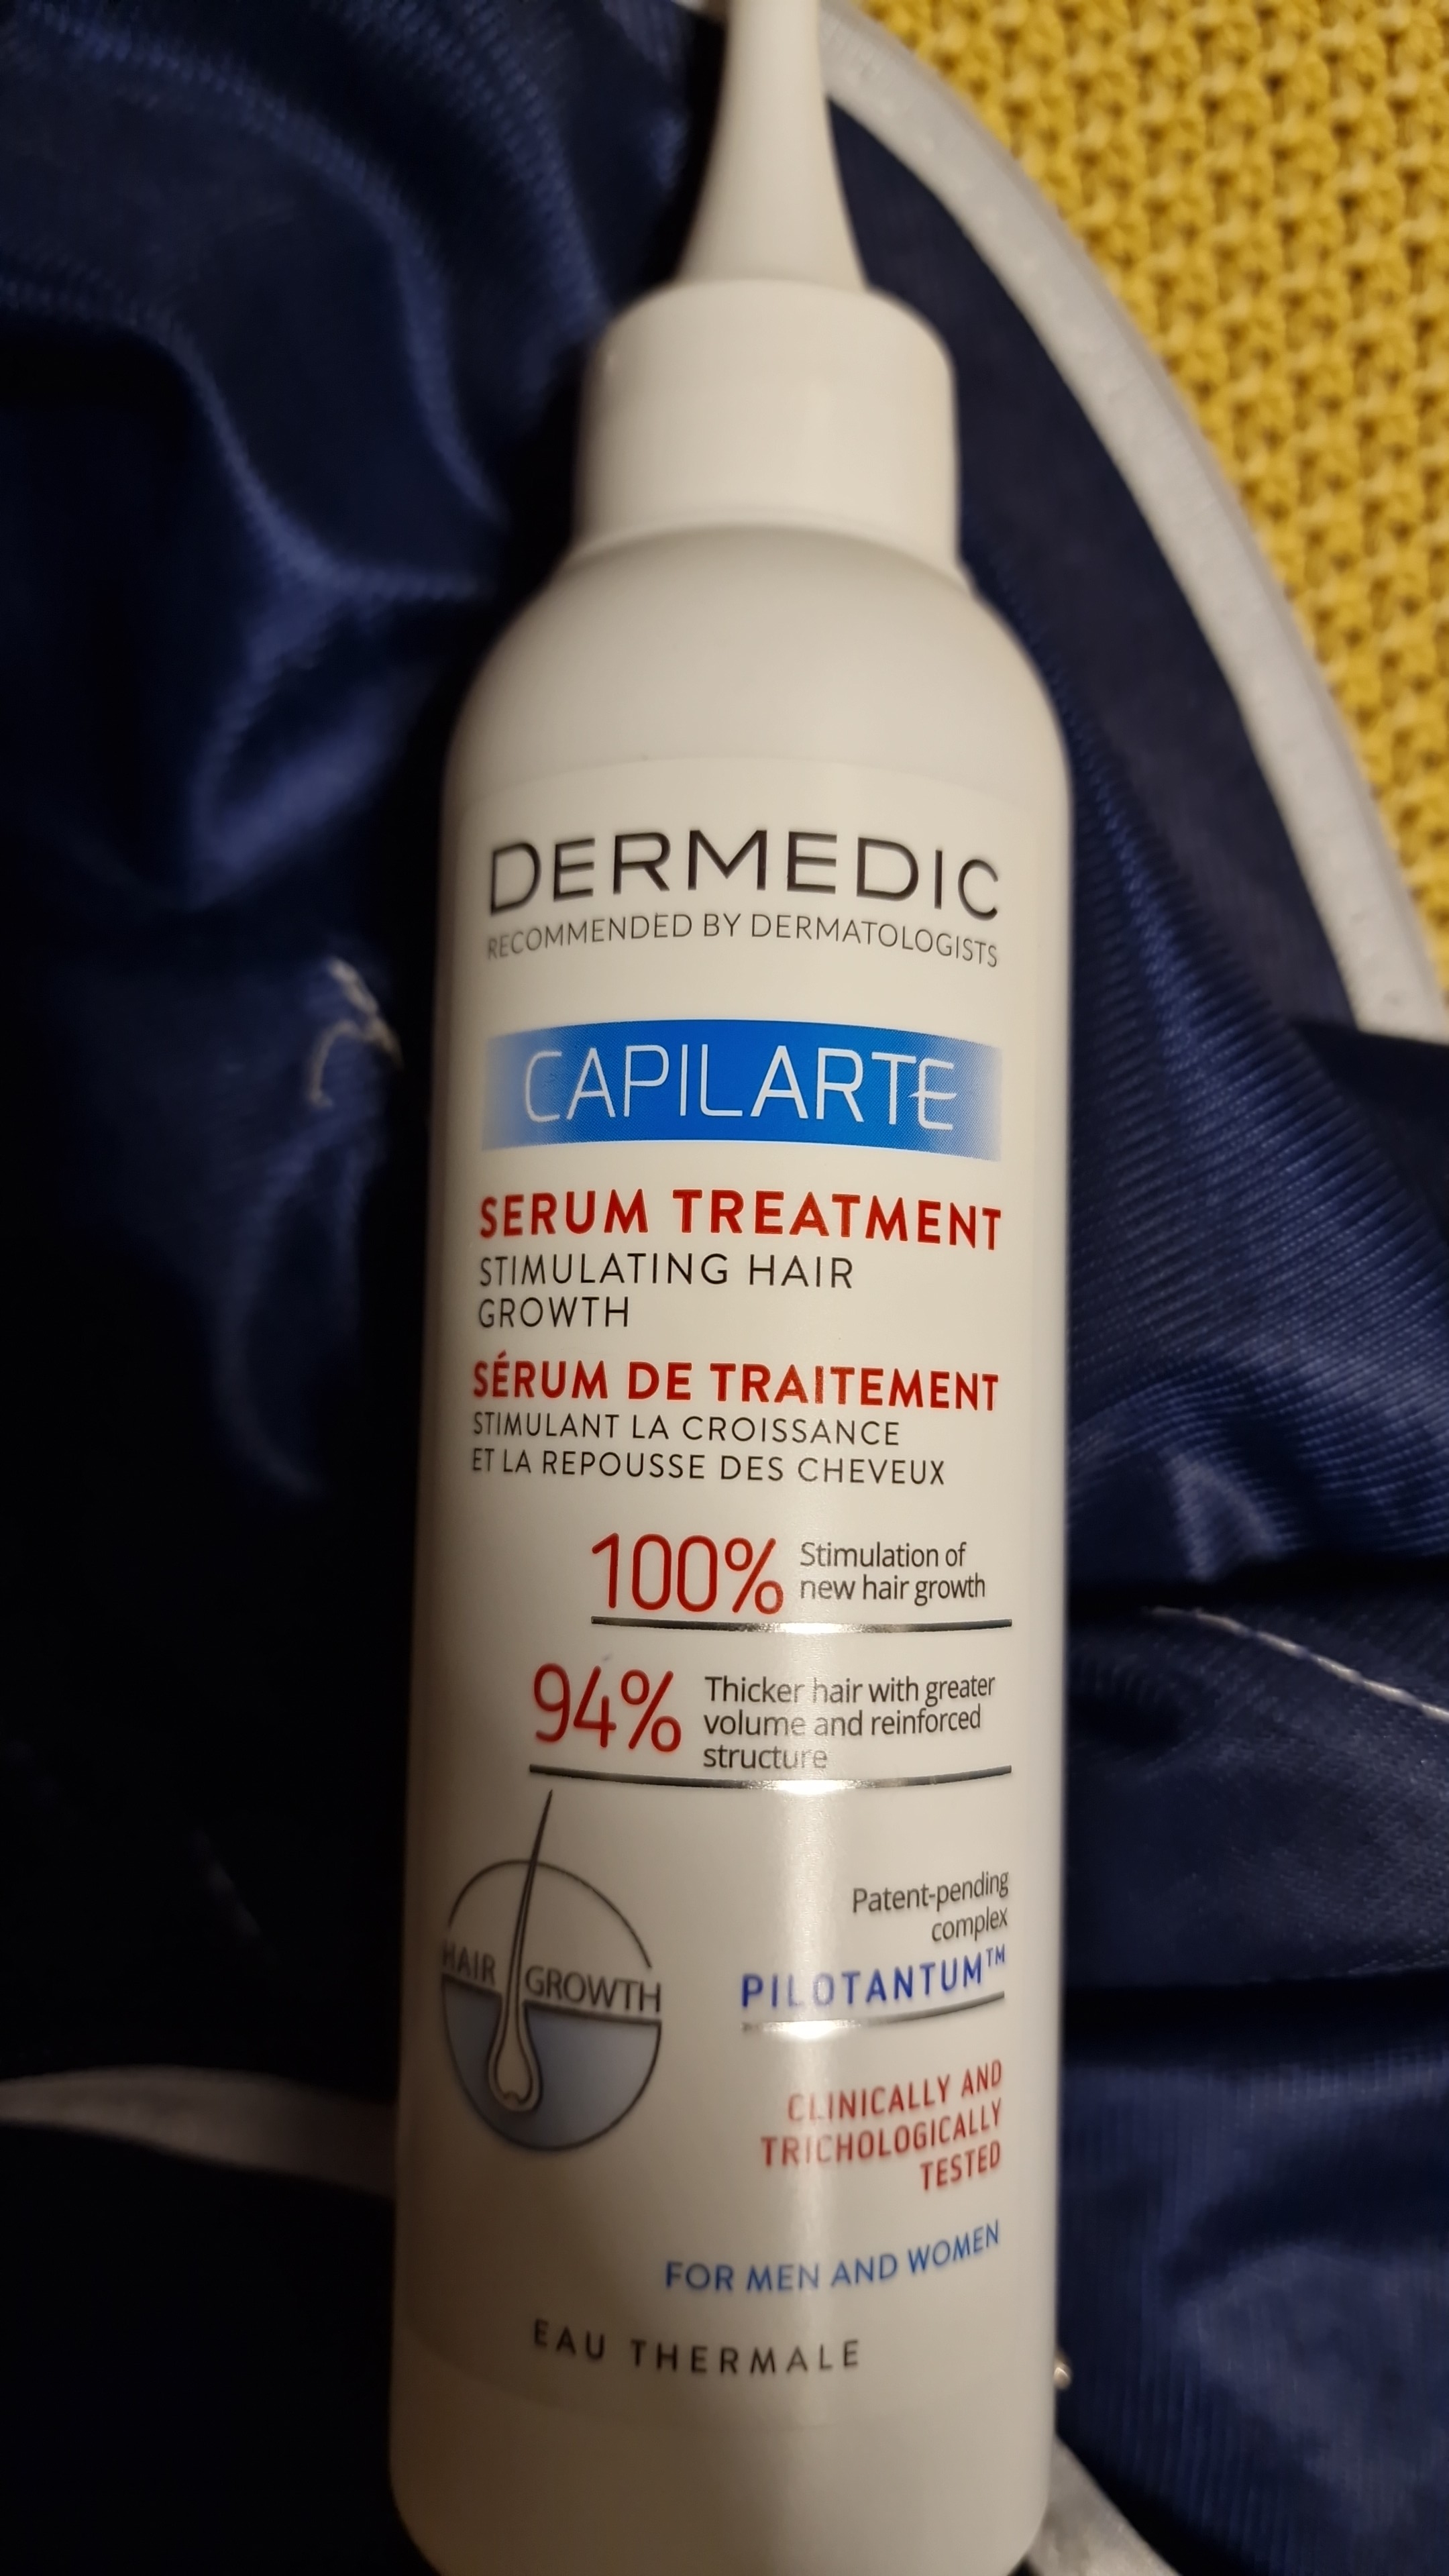 DERMEDIC
RECOMMENDED BY DERMATOLOGISTS
CAPILARTE
SERUM TREATMENT
STIMULATING HAIR
GROWTH
SÉRUM DE TRAITEMENT
STIMULANT LA CROISSANCE
ET LA REPOUSSE DES CHEVEUX
100% Stimulation of
new hair growth
94% Thicker hair with greater
volume and reinforced
structure
HAIR GROWTH
Patent-pending
complex
PILOTANTUM™
CLINICALLY AND
TRICHOLOGICALLY
TESTED
FOR MEN AND WOMEN
EAU THERMALE